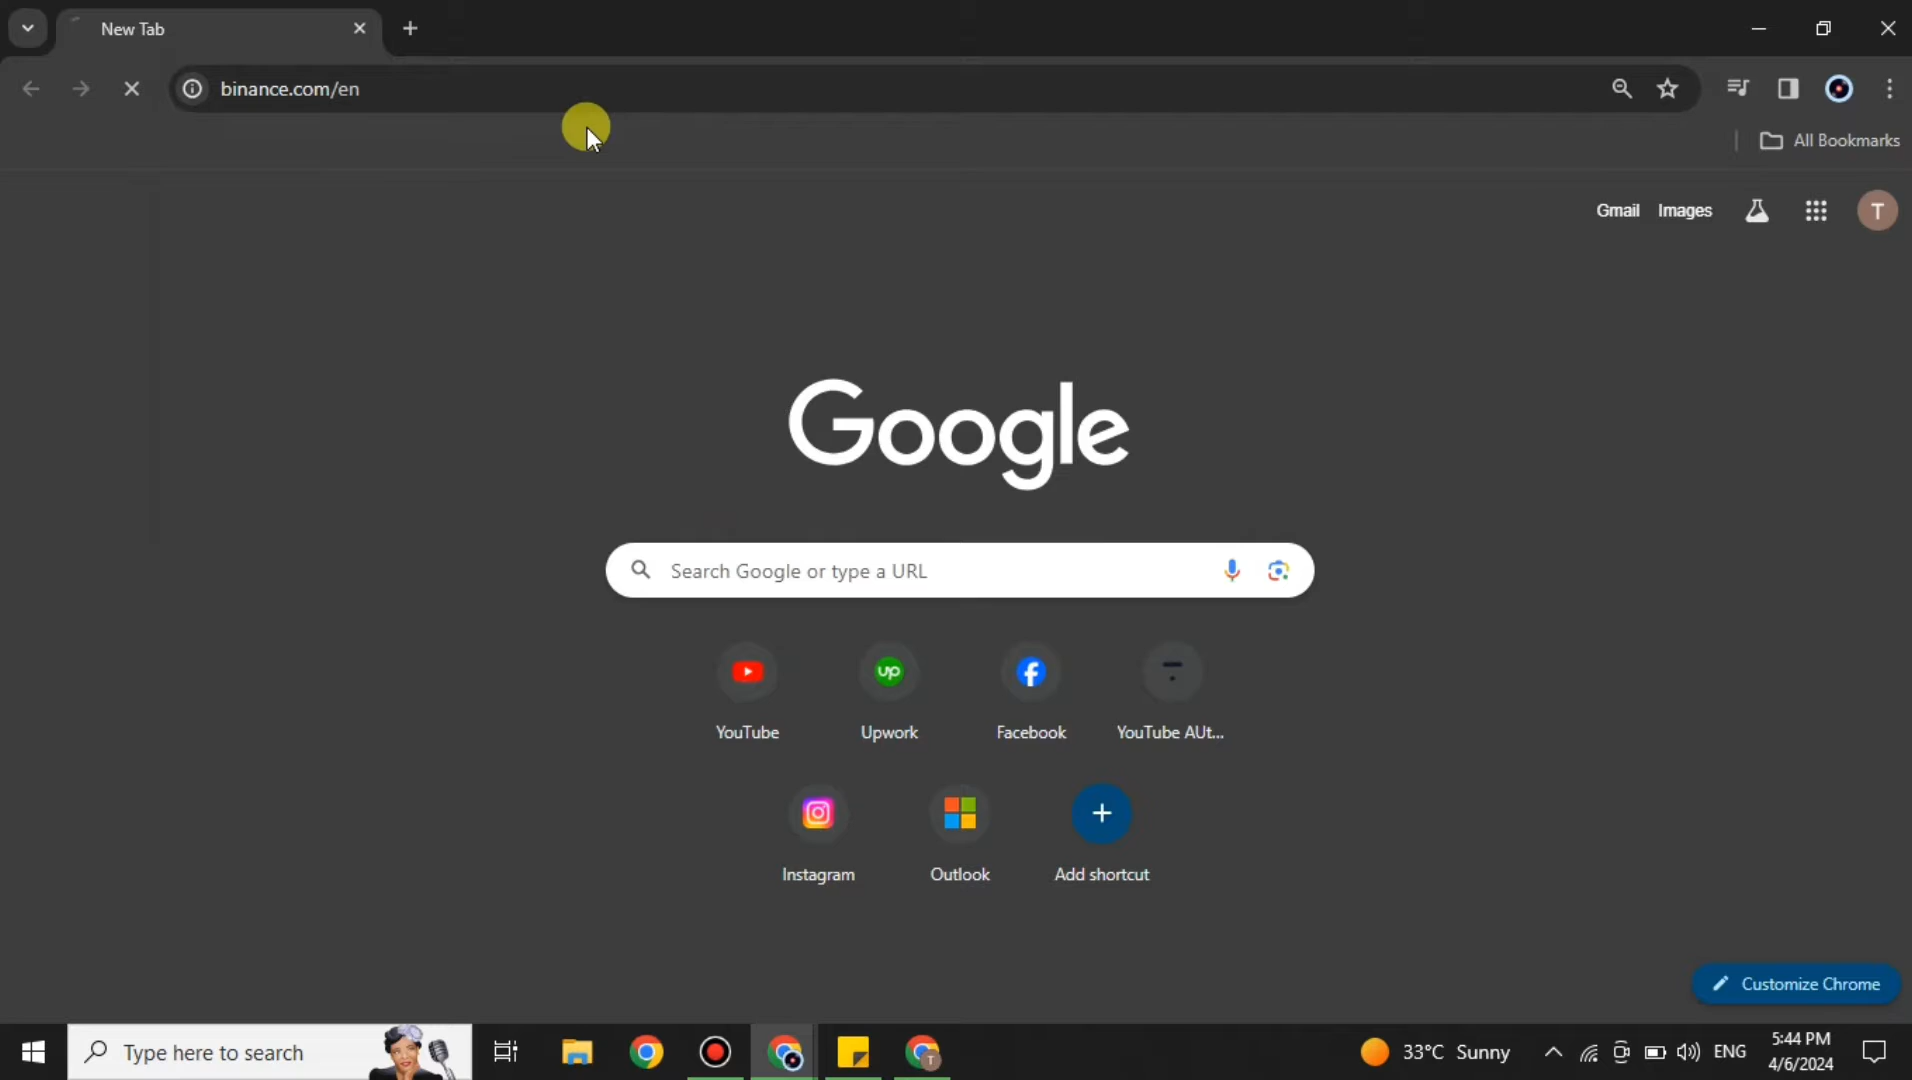 New Tab
binance.com/en
All Bookmarks
Gmail Images
T
Google
Search Google or type a URL
up
YouTube Upwork Facebook YouTube AUt...
Instagram Outlook Add shortcut
Customize Chrome
Type here to search
T
33°C Sunny
ENG
5:44 PM
4/6/2024